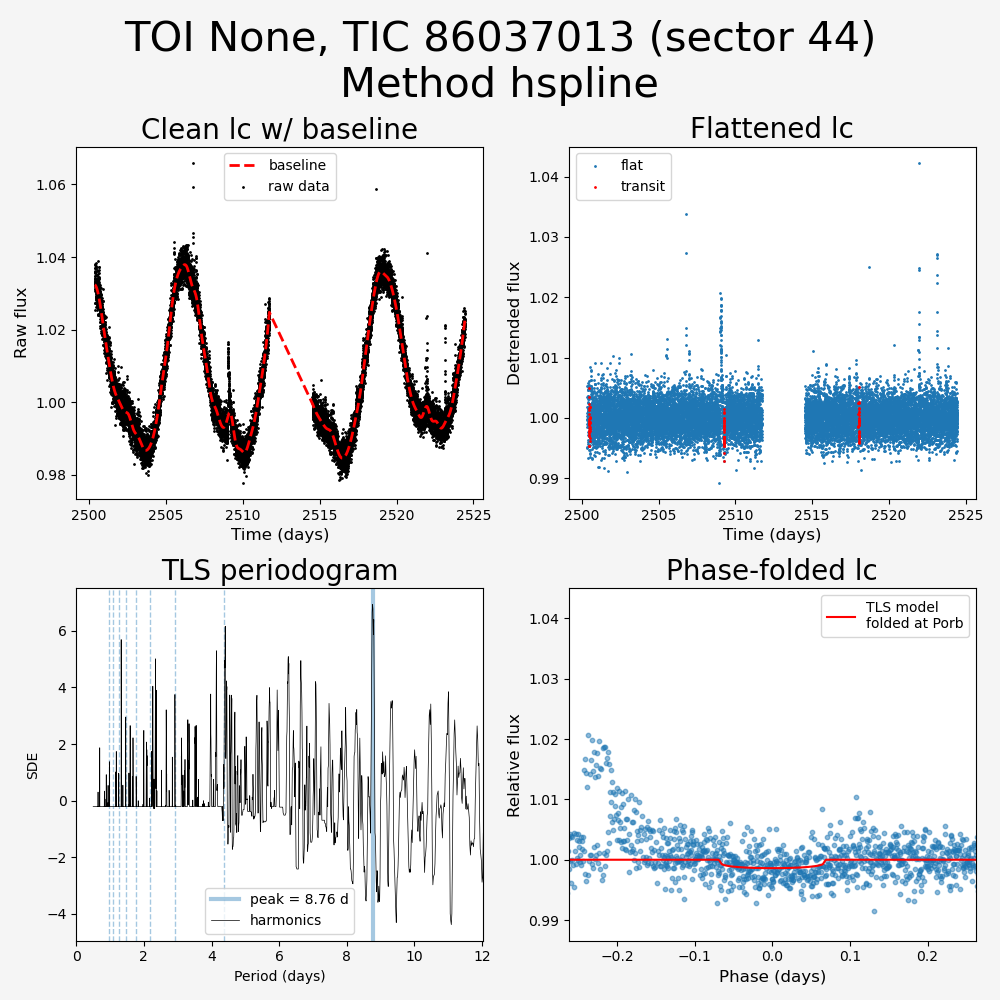 TOI None, TIC 86037013 (sector 44)
Method hspline
Clean lc w/ baseline
baseline
raw data
Raw flux
1.06
1.04
1.02
1.00
0.98
2500
2505
2510
2515
2520
2525
Time (days)
Flattened lc
flat
transit
Detrended flux
1.04
1.03
1.02
1.01
1.00
0.99
2500
2505
2510
2515
2520
2525
Time (days)
TLS periodogram
SDE
6
4
2
0
−2
−4
peak = 8.76 d
harmonics
0
2
4
6
8
10
12
Period (days)
Phase-folded lc
TLS model
folded at Porb
Relative flux
1.04
1.03
1.02
1.01
1.00
0.99
−0.2
−0.1
0.0
0.1
0.2
Phase (days)